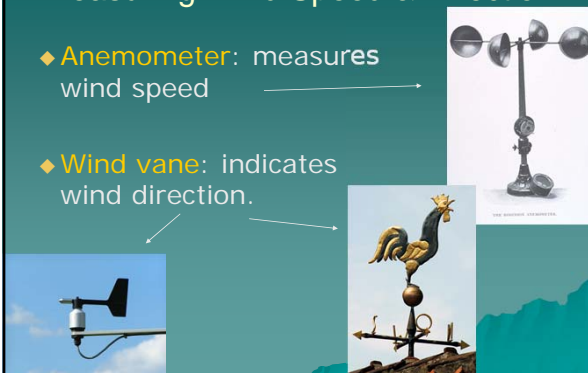 Anemometer: measures
wind speed
Wind vane: indicates
wind direction.